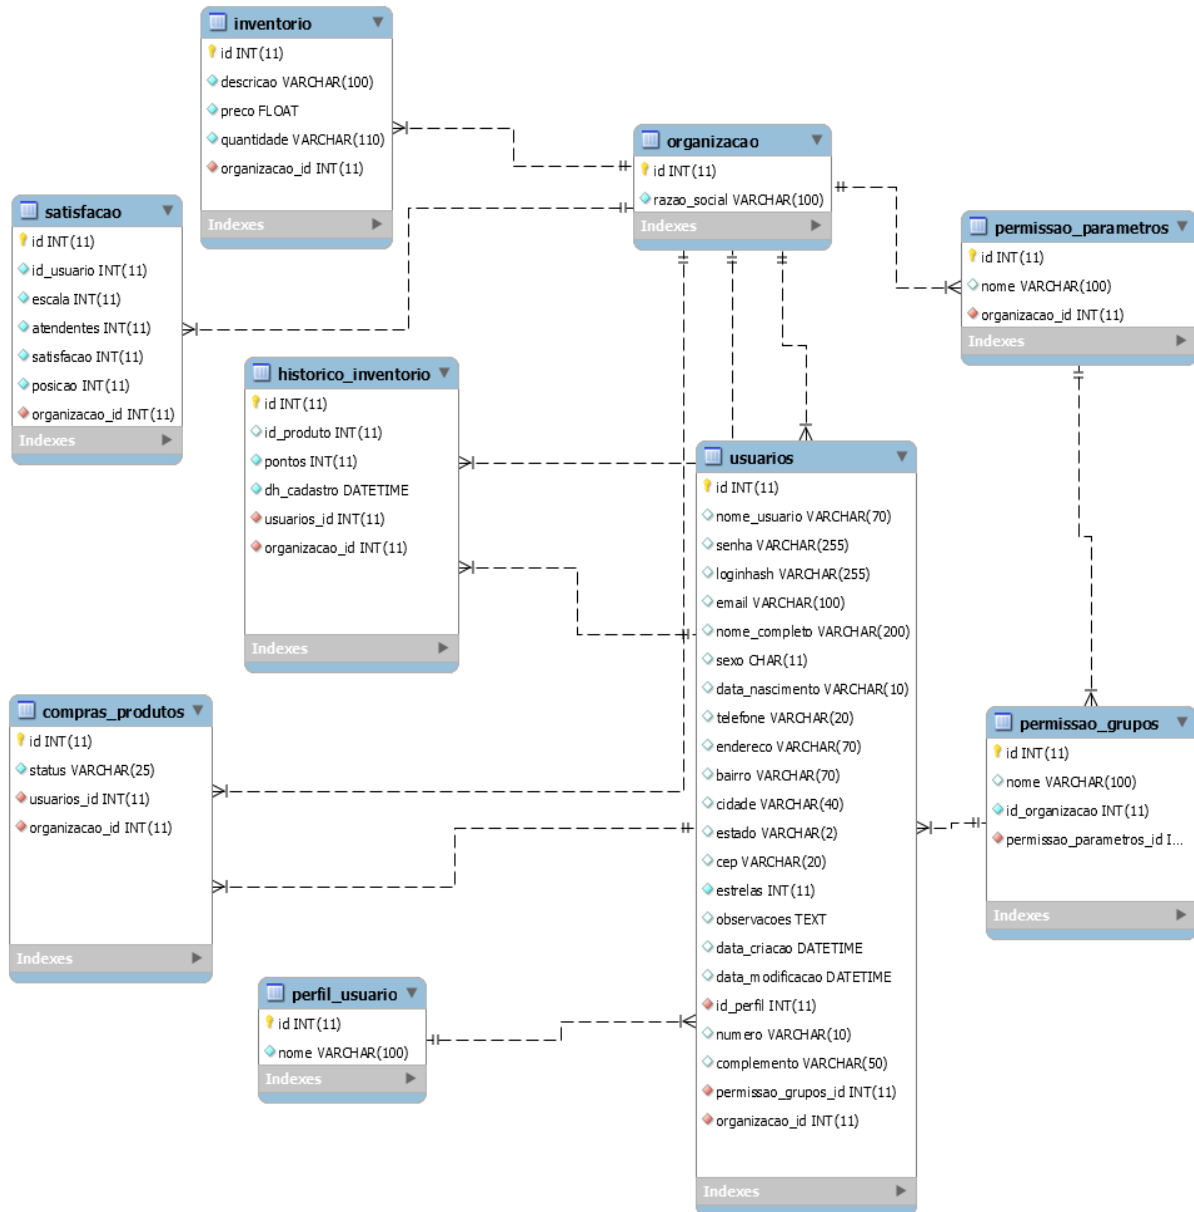 inventorio
id INT(11)
descricao VARCHAR(100)
preco FLOAT
quantidade VARCHAR(110)
organizacao_id INT(11)
Indexes
organizacao
id INT(11)
razao_social VARCHAR(100)
Indexes
satisfacao
id INT(11)
id_usuario INT(11)
escala INT(11)
atendentes INT(11)
satisfacao INT(11)
posicao INT(11)
organizacao_id INT(11)
Indexes
permissao_parametros
id INT(11)
nome VARCHAR(100)
organizacao_id INT(11)
Indexes
historico_inventorio
id INT(11)
id_produto INT(11)
pontos INT(11)
dh_cadastro DATETIME
usuarios_id INT(11)
organizacao_id INT(11)
Indexes
usuarios
id INT(11)
nome_usuario VARCHAR(70)
senha VARCHAR(255)
loginhash VARCHAR(255)
email VARCHAR(100)
nome_completo VARCHAR(200)
sexo CHAR(11)
data_nascimento VARCHAR(10)
telefone VARCHAR(20)
endereco VARCHAR(70)
bairro VARCHAR(70)
cidade VARCHAR(40)
estado VARCHAR(2)
cep VARCHAR(20)
estrelas INT(11)
observacoes TEXT
data_criacao DATETIME
data_modificacao DATETIME
id_perfil INT(11)
numero VARCHAR(10)
complemento VARCHAR(50)
permissao_grupos_id INT(11)
organizacao_id INT(11)
Indexes
compras_produtos
id INT(11)
status VARCHAR(25)
usuarios_id INT(11)
organizacao_id INT(11)
Indexes
permissao_grupos
id INT(11)
nome VARCHAR(100)
id_organizacao INT(11)
permissao_parametros_id I...
Indexes
perfil_usuario
id INT(11)
nome VARCHAR(100)
Indexes